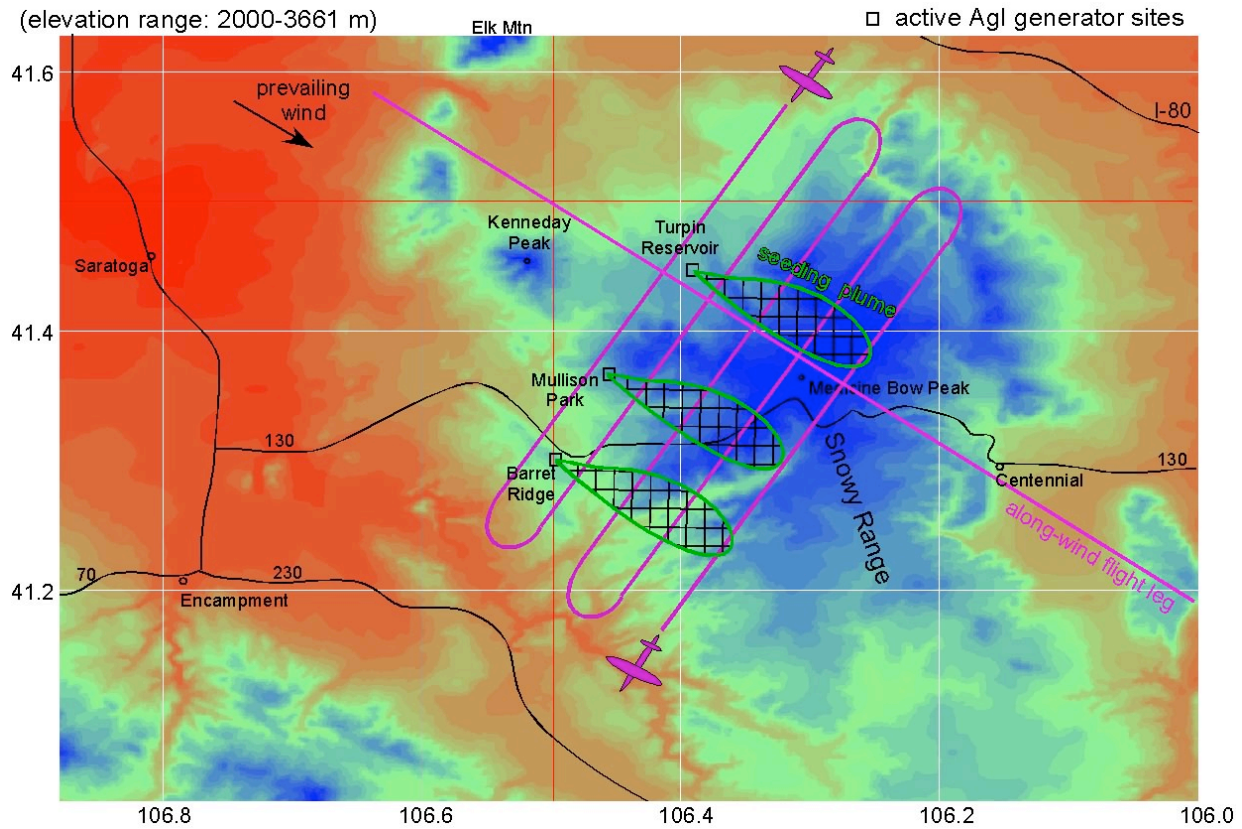 (elevation range: 2000-3661 m)
Elk Mtn
active AgI generator sites
41.6
prevailing
wind
I-80
Kenneday
Peak
Turpin
Reservoir
Saratoga
seeding plume
41.4
Mullison
Park
Medicine Bow Peak
130
Barret
Ridge
Snowy Range
Centennial
130
along-wind flight leg
41.2
70
230
Encampment
106.8
106.6
106.4
106.2
106.0